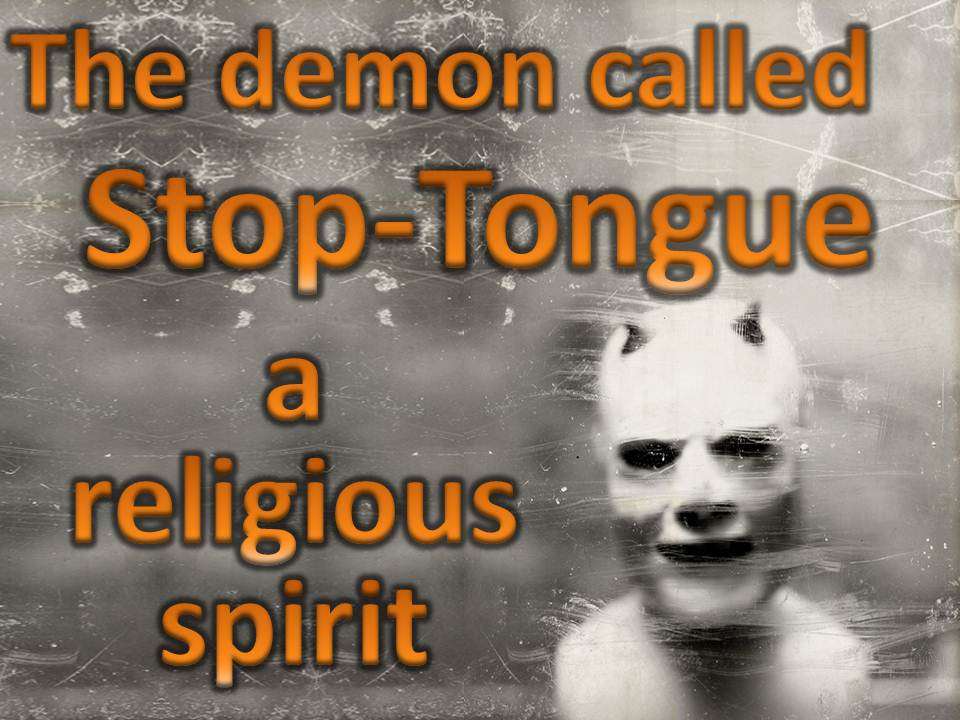 The demon called
Stop-Tongue
a
religious
spirit